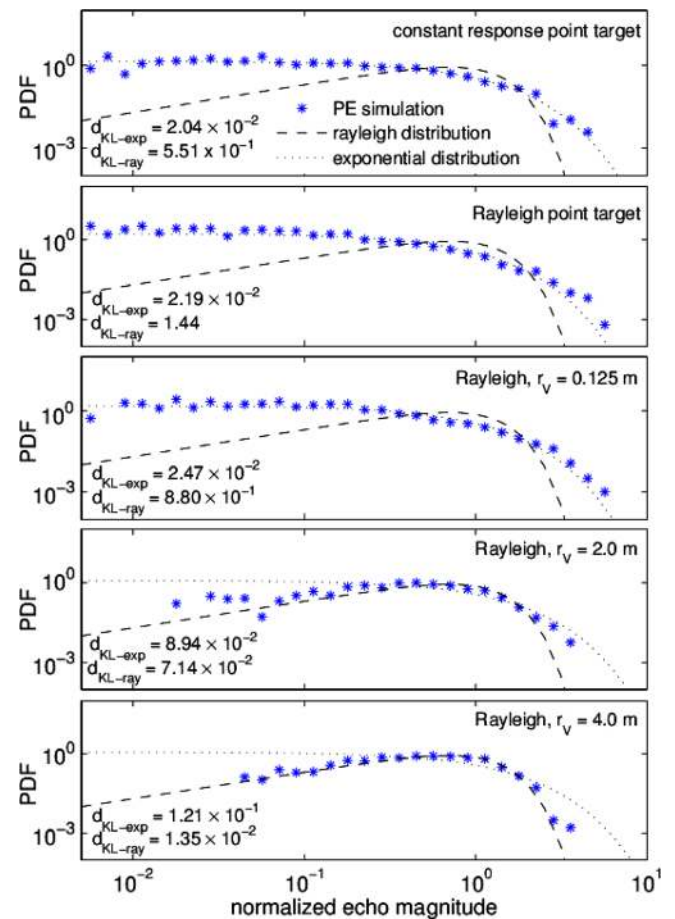 constant response point target
10^0
PDF
* PE simulation
rayleigh distribution
exponential distribution
d_KL-exp = 2.04 × 10^-2
d_KL-ray = 5.51 x 10^-1
10^-3
Rayleigh point target
10^0
PDF
d_KL-exp = 2.19 × 10^-2
d_KL-ray = 1.44
10^-3
Rayleigh, r_v = 0.125 m
10^0
PDF
d_KL-exp = 2.47 × 10^-2
d_KL-ray = 8.80 × 10^-1
10^-3
Rayleigh, r_v = 2.0 m
10^0
PDF
d_KL-exp = 8.94 × 10^-2
d_KL-ray = 7.14 × 10^-2
10^-3
Rayleigh, r_v = 4.0 m
10^0
PDF
d_KL-exp = 1.21 × 10^-1
d_KL-ray = 1.35 × 10^-2
10^-3
10^-2 10^-1 10^0 10^1
normalized echo magnitude